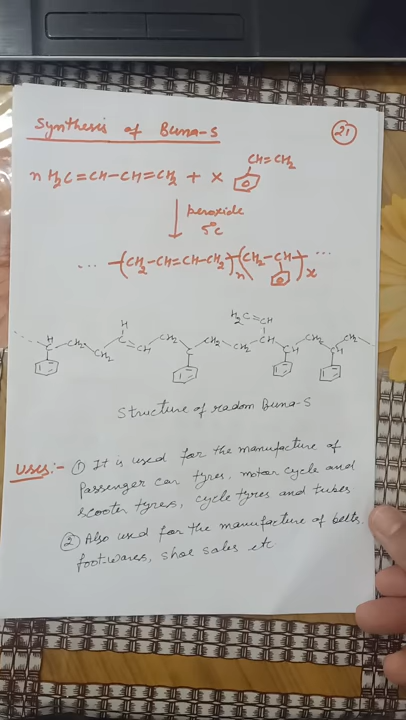 Synthesis of Buna-S
21
n H₂C=CH-CH=CH₂ + x CH=CH₂
peroxide
5°C
... -(CH₂-CH=CH-CH₂)n-(CH₂-CH)x- ...
H CH₂ CH₂ H C=CH CH₂ C H CH₂ CH₂ H₂C=CH CH C H CH₂ C H CH₂
Structure of radom Buna-S
Uses:- ① It is used for the manufacture of
Passenger car tyres, motor cycle and
scooter tyres, cycle tyres and tubes
② Also used for the manufacture of belts,
foot-wares, shoe soles etc